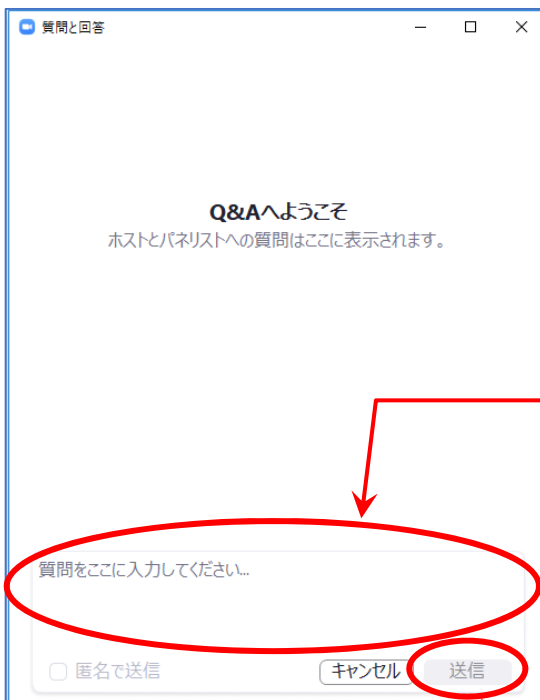 質問と回答
Q&Aへようこそ
ホストとパネリストへの質問はここに表示されます。
質問をここに入力してください...
匿名で送信 キャンセル 送信